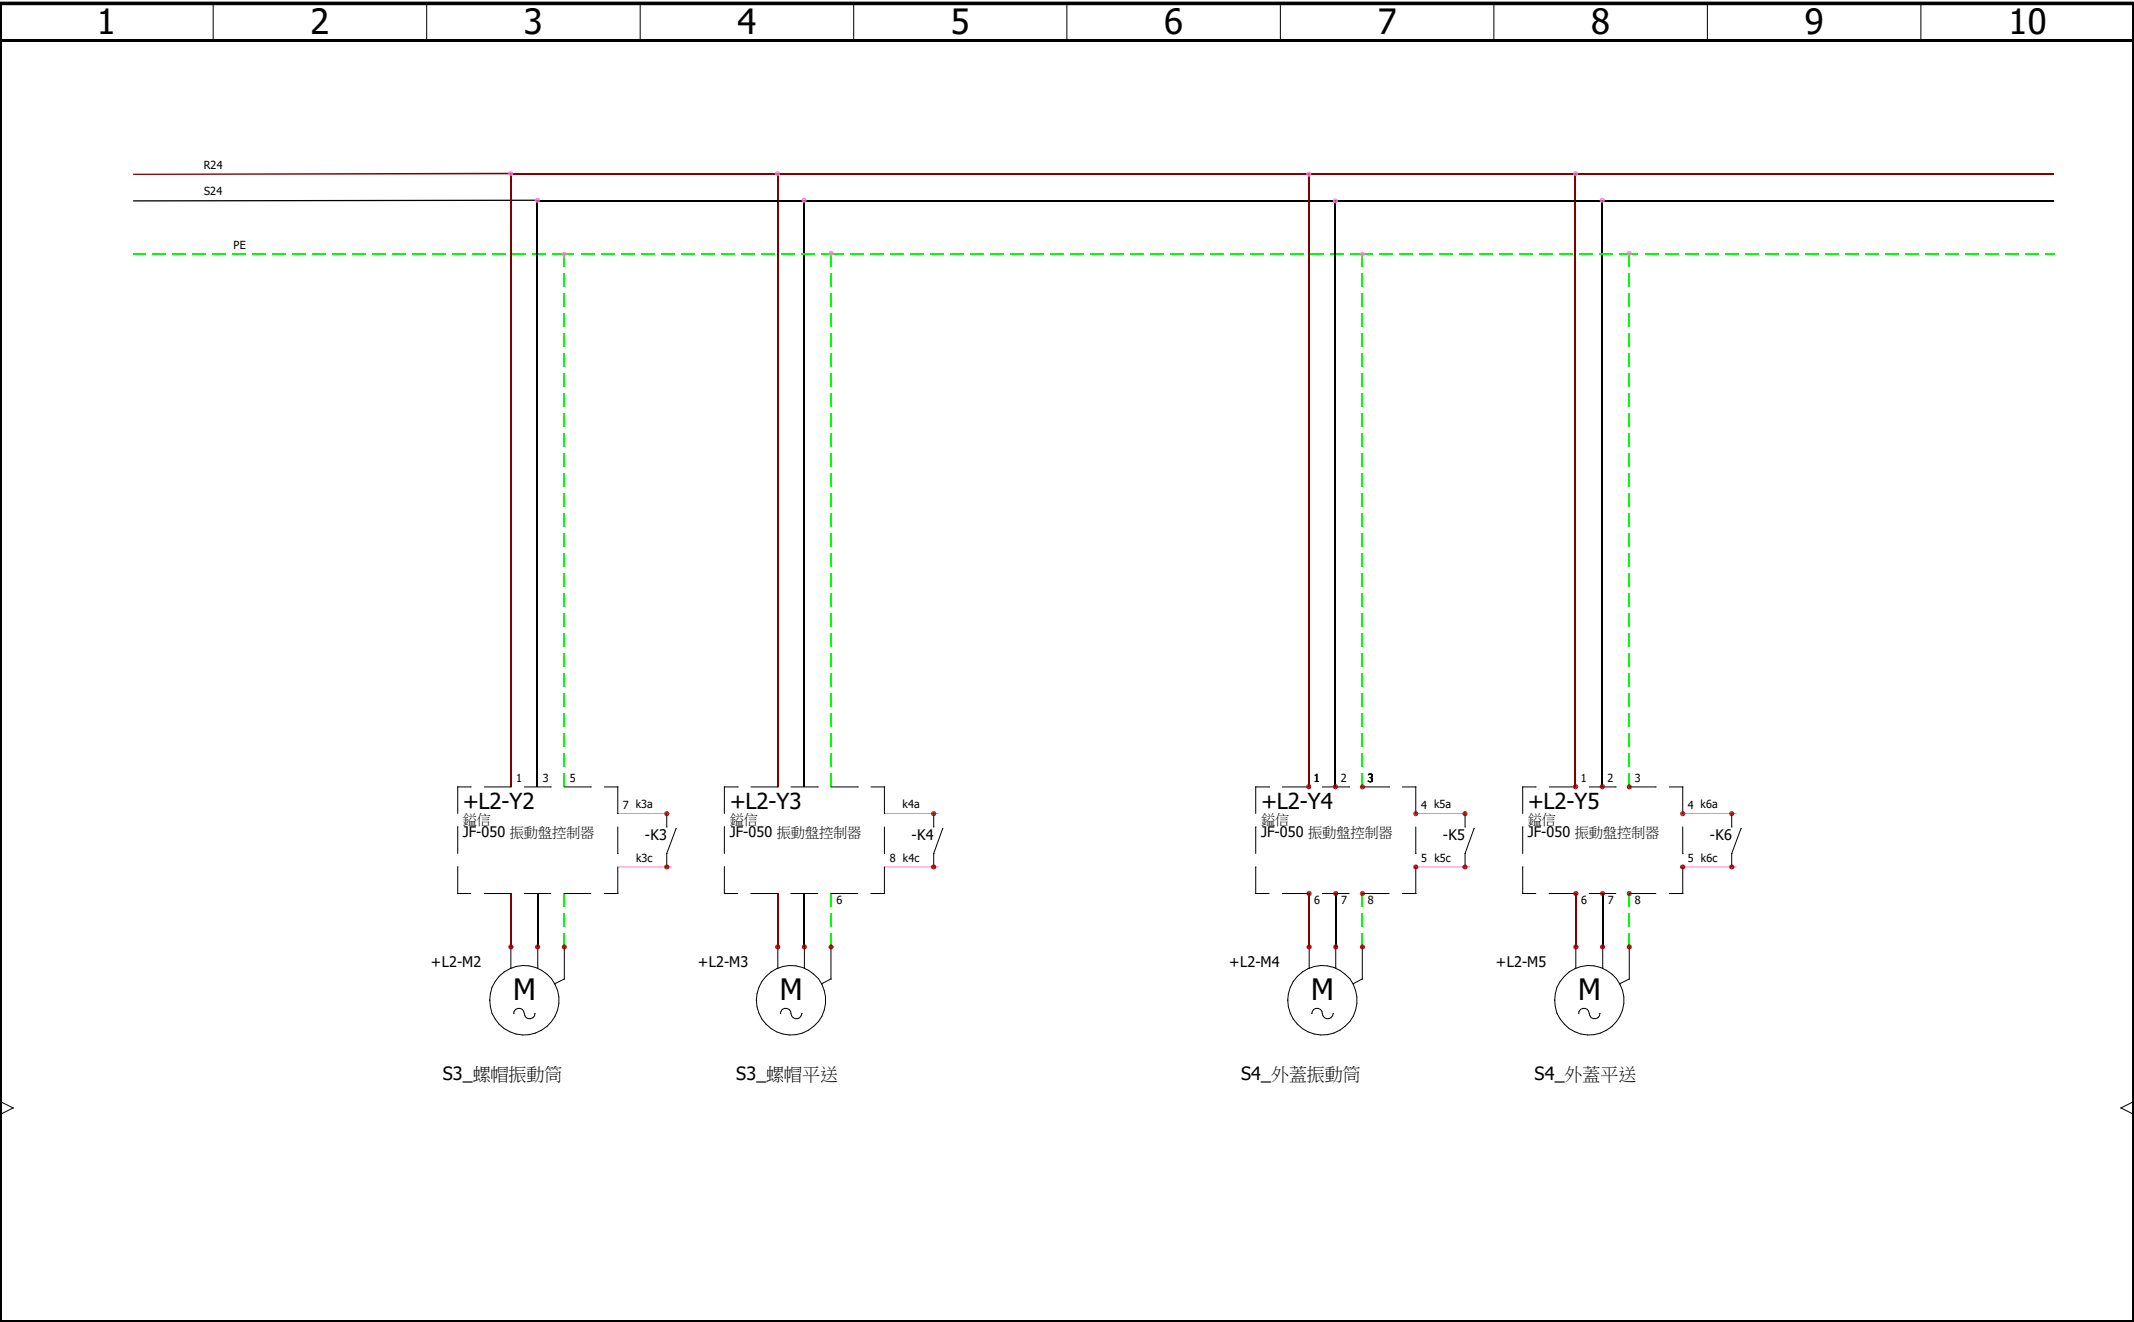 1 2 3 4 5 6 7 8 9 10
R24
S24
PE
1 3 5
+L2-Y2
鎰信
JF-050 振動盤控制器
7 k3a
-K3
k3c
+L2-M2
M
S3_螺帽振動筒
+L2-Y3
鎰信
JF-050 振動盤控制器
k4a
-K4
8 k4c
6
+L2-M3
M
S3_螺帽平送
1 2 3
+L2-Y4
鎰信
JF-050 振動盤控制器
4 k5a
-K5
5 k5c
6 7 8
+L2-M4
M
S4_外蓋振動筒
1 2 3
+L2-Y5
鎰信
JF-050 振動盤控制器
4 k6a
-K6
5 k6c
6 7 8
+L2-M5
M
S4_外蓋平送